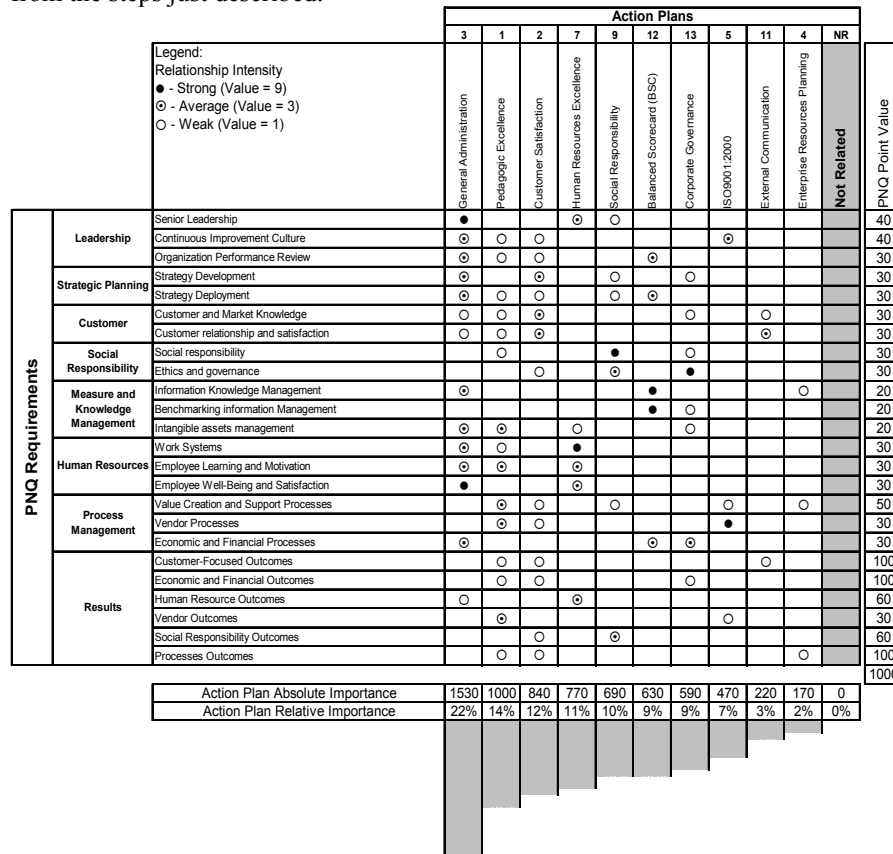 from the steps just described.
Action Plans
3 1 2 7 9 12 13 5 11 4 NR
Legend:
Relationship Intensity
● - Strong (Value = 9)
⊙ - Average (Value = 3)
○ - Weak (Value = 1)
General Administration
Pedagogic Excellence
Customer Satisfaction
Human Resources Excellence
Social Responsibility
Balanced Scorecard (BSC)
Corporate Governance
ISO9001:2000
External Communication
Enterprise Resources Planning
Not Related
PNQ Point Value
PNQ Requirements
Leadership
Senior Leadership ● ⊙ ○ 40
Continuous Improvement Culture ⊙ ○ ○ ⊙ 40
Organization Performance Review ⊙ ○ ○ ⊙ 30
Strategic Planning
Strategy Development ⊙ ⊙ ○ ○ 30
Strategy Deployment ⊙ ○ ○ ○ ⊙ 30
Customer
Customer and Market Knowledge ○ ○ ⊙ ○ ○ 30
Customer relationship and satisfaction ○ ○ ⊙ ⊙ 30
Social
Responsibility
Social responsibility ○ ● ○ 30
Ethics and governance ○ ⊙ ● 30
Measure and
Knowledge
Management
Information Knowledge Management ⊙ ● ○ 20
Benchmarking information Management ● ○ 20
Intangible assets management ⊙ ⊙ ○ ○ 20
Human Resources
Work Systems ⊙ ○ ● 30
Employee Learning and Motivation ⊙ ⊙ ⊙ 30
Employee Well-Being and Satisfaction ● ⊙ 30
Process
Management
Value Creation and Support Processes ⊙ ○ ○ ○ ○ 50
Vendor Processes ⊙ ○ ● 30
Economic and Financial Processes ⊙ ⊙ ⊙ 30
Results
Customer-Focused Outcomes ○ ○ ○ 100
Economic and Financial Outcomes ○ ○ ○ 100
Human Resource Outcomes ○ ⊙ 60
Vendor Outcomes ⊙ ○ 30
Social Responsibility Outcomes ○ ⊙ 60
Processes Outcomes ○ ○ ○ 100
1000
Action Plan Absolute Importance 1530 1000 840 770 690 630 590 470 220 170 0
Action Plan Relative Importance 22% 14% 12% 11% 10% 9% 9% 7% 3% 2% 0%